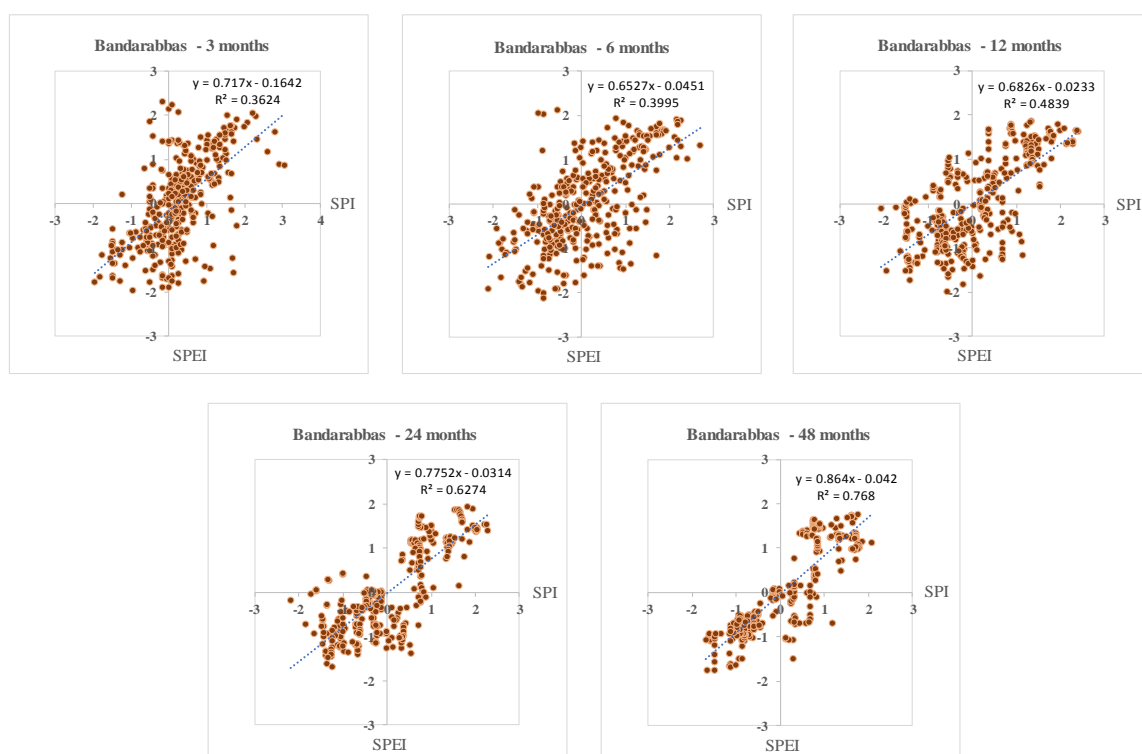 Bandarabbas - 3 months
3
y = 0.717x - 0.1642
R² = 0.3624
2
1
0
-3 -2 -1 0 1 2 3 4
SPI
-1
-2
-3
SPEI
Bandarabbas - 6 months
3
y = 0.6527x - 0.0451
R² = 0.3995
2
1
0
-3 -2 -1 0 1 2 3
SPI
-1
-2
-3
SPEI
Bandarabbas - 12 months
3
y = 0.6826x - 0.0233
R² = 0.4839
2
1
0
-3 -2 -1 0 1 2 3
SPI
-1
-2
-3
SPEI
Bandarabbas - 24 months
3
y = 0.7752x - 0.0314
R² = 0.6274
2
1
0
-3 -2 -1 0 1 2 3
SPI
-1
-2
-3
SPEI
Bandarabbas - 48 months
3
y = 0.864x - 0.042
R² = 0.768
2
1
0
-3 -2 -1 0 1 2 3
SPI
-1
-2
-3
SPEI